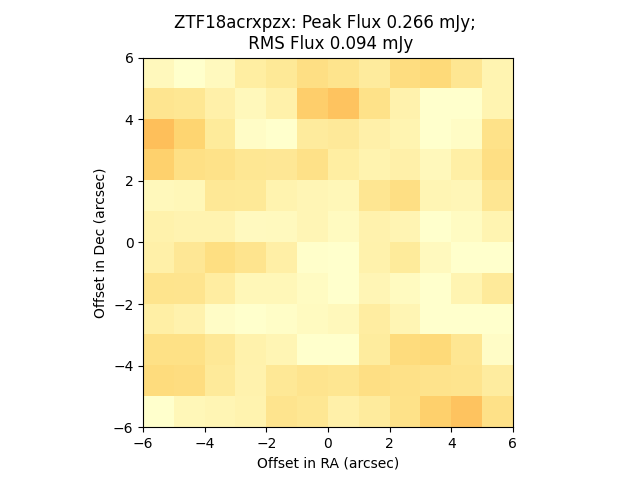 ZTF18acrxpzx: Peak Flux 0.266 mJy;
RMS Flux 0.094 mJy
6
4
2
0
−2
−4
−6
Offset in Dec (arcsec)
−6 −4 −2 0 2 4 6
Offset in RA (arcsec)